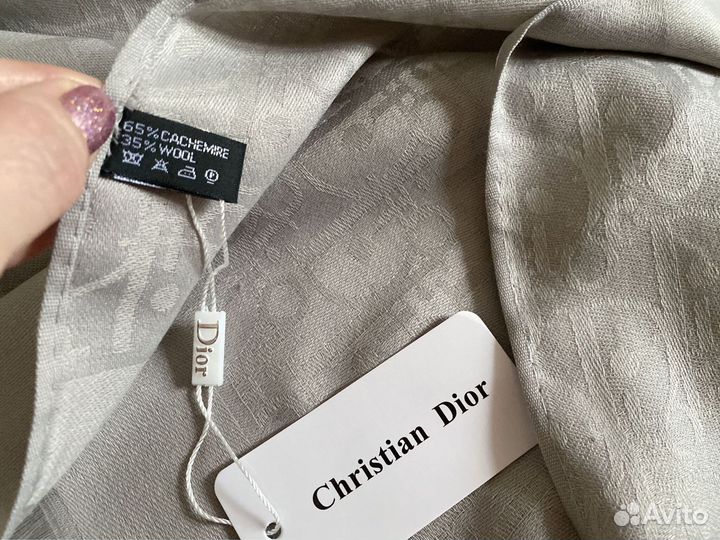 65% CACHEMIRE
35% WOOL
Dior
Christian Dior
Avito